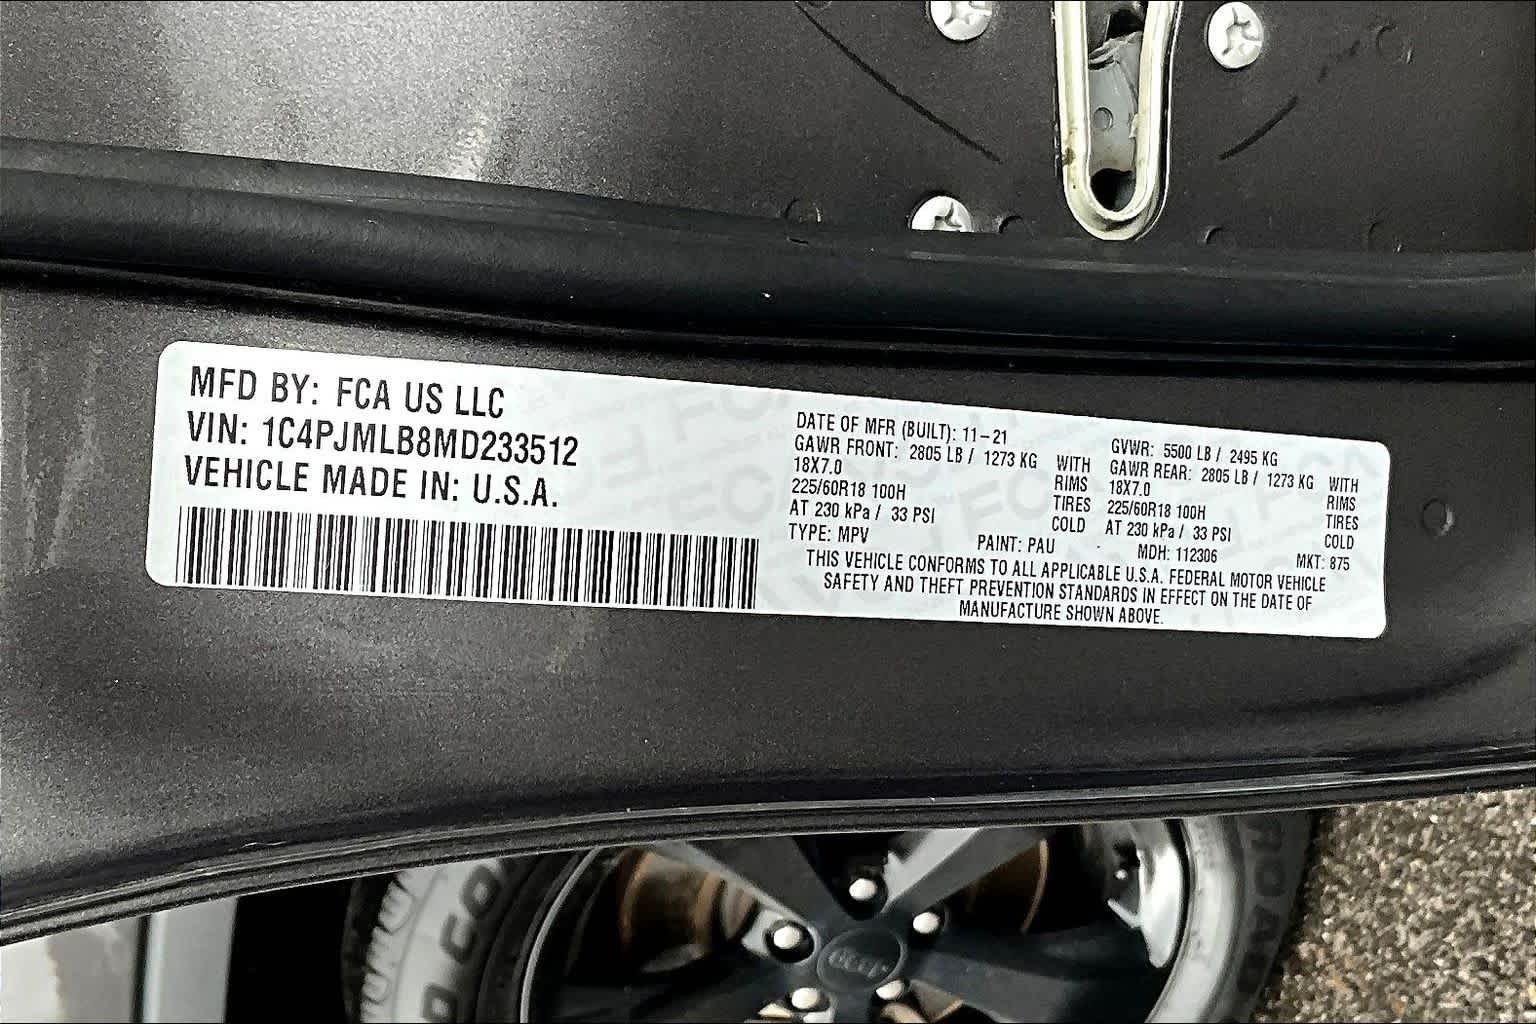 MFD BY: FCA US LLC
VIN: 1C4PJMLB8MD233512
VEHICLE MADE IN: U.S.A.
DATE OF MFR (BUILT): 11-21
GAWR FRONT: 2805 LB / 1273 KG WITH
18X7.0 RIMS
225/60R18 100H TIRES
AT 230 kPa / 33 PSI COLD
GVWR: 5500 LB / 2495 KG
GAWR REAR: 2805 LB / 1273 KG WITH
18X7.0 RIMS
225/60R18 100H TIRES
AT 230 kPa / 33 PSI COLD
TYPE: MPV PAINT: PAU MDH: 112306 MKT: 875
THIS VEHICLE CONFORMS TO ALL APPLICABLE U.S.A. FEDERAL MOTOR VEHICLE
SAFETY AND THEFT PREVENTION STANDARDS IN EFFECT ON THE DATE OF
MANUFACTURE SHOWN ABOVE.
Jeep